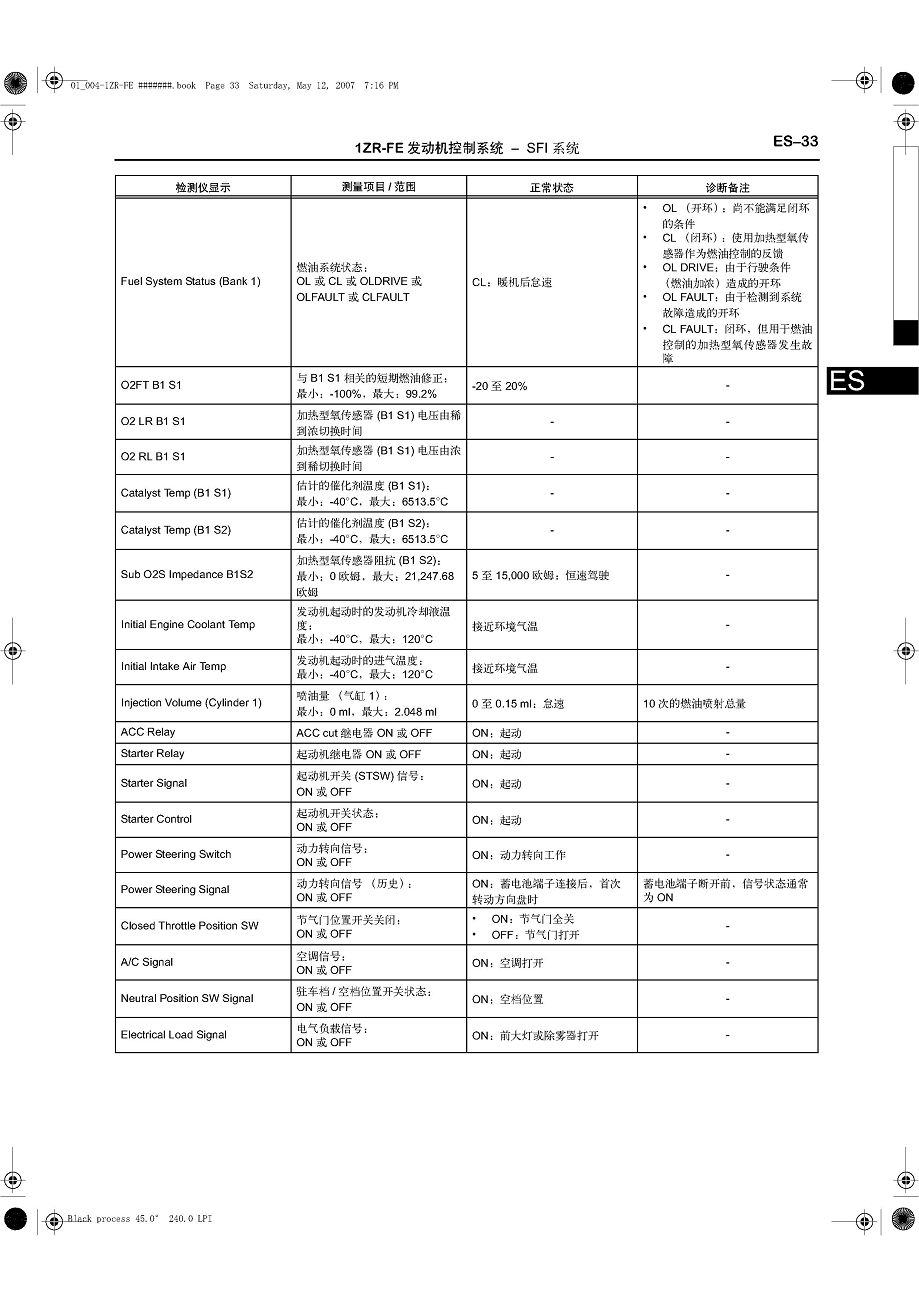 01_004-1ZR-FE #######.book Page 33 Saturday, May 12, 2007 7:16 PM
1ZR-FE 发动机控制系统 – SFI 系统
ES–33
检测仪显示 测量项目 / 范围 正常状态 诊断备注
Fuel System Status (Bank 1)
燃油系统状态：
OL 或 CL 或 OLDRIVE 或
OLFAULT 或 CLFAULT
CL：暖机后怠速
• OL （开环）：尚不能满足闭环
的条件
• CL （闭环）：使用加热型氧传
感器作为燃油控制的反馈
• OL DRIVE：由于行驶条件
（燃油加浓）造成的开环
• OL FAULT：由于检测到系统
故障造成的开环
• CL FAULT：闭环，但用于燃油
控制的加热型氧传感器发生故
障
ES
O2FT B1 S1
与 B1 S1 相关的短期燃油修正：
最小：-100%，最大：99.2%
-20 至 20%
-
O2 LR B1 S1
加热型氧传感器 (B1 S1) 电压由稀
到浓切换时间
-
-
O2 RL B1 S1
加热型氧传感器 (B1 S1) 电压由浓
到稀切换时间
-
-
Catalyst Temp (B1 S1)
估计的催化剂温度 (B1 S1)：
最小：-40°C，最大：6513.5°C
-
-
Catalyst Temp (B1 S2)
估计的催化剂温度 (B1 S2)：
最小：-40°C，最大：6513.5°C
-
-
Sub O2S Impedance B1S2
加热型氧传感器阻抗 (B1 S2)：
最小：0 欧姆，最大：21,247.68
欧姆
5 至 15,000 欧姆：恒速驾驶
-
Initial Engine Coolant Temp
发动机起动时的发动机冷却液温
度：
最小：-40°C，最大：120°C
接近环境气温
-
Initial Intake Air Temp
发动机起动时的进气温度：
最小：-40°C，最大：120°C
接近环境气温
-
Injection Volume (Cylinder 1)
喷油量 （气缸 1）：
最小：0 ml，最大：2.048 ml
0 至 0.15 ml：怠速
10 次的燃油喷射总量
ACC Relay
ACC cut 继电器 ON 或 OFF
ON：起动
-
Starter Relay
起动机继电器 ON 或 OFF
ON：起动
-
Starter Signal
起动机开关 (STSW) 信号：
ON 或 OFF
ON：起动
-
Starter Control
起动机开关状态：
ON 或 OFF
ON：起动
-
Power Steering Switch
动力转向信号：
ON 或 OFF
ON：动力转向工作
-
Power Steering Signal
动力转向信号 （历史）：
ON 或 OFF
ON：蓄电池端子连接后，首次
转动方向盘时
蓄电池端子断开前，信号状态通常
为 ON
Closed Throttle Position SW
节气门位置开关关闭：
ON 或 OFF
• ON：节气门全关
• OFF：节气门打开
-
A/C Signal
空调信号：
ON 或 OFF
ON：空调打开
-
Neutral Position SW Signal
驻车档 / 空档位置开关状态：
ON 或 OFF
ON：空档位置
-
Electrical Load Signal
电气负载信号：
ON 或 OFF
ON：前大灯或除雾器打开
-
Black process 45.0° 240.0 LPI